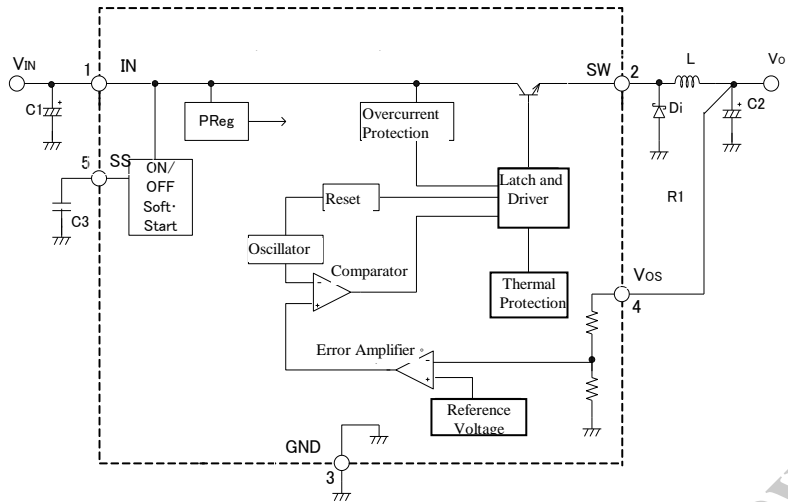 VIN
1
IN
SW
2
L
VO
C1
PReg
Overcurrent
Protection
Di
C2
5
SS
ON/
OFF
Soft·
Start
C3
Latch and
Driver
R1
Reset
Oscillator
Comparator
Thermal
Protection
VOS
4
Error Amplifier
Reference
Voltage
GND
3